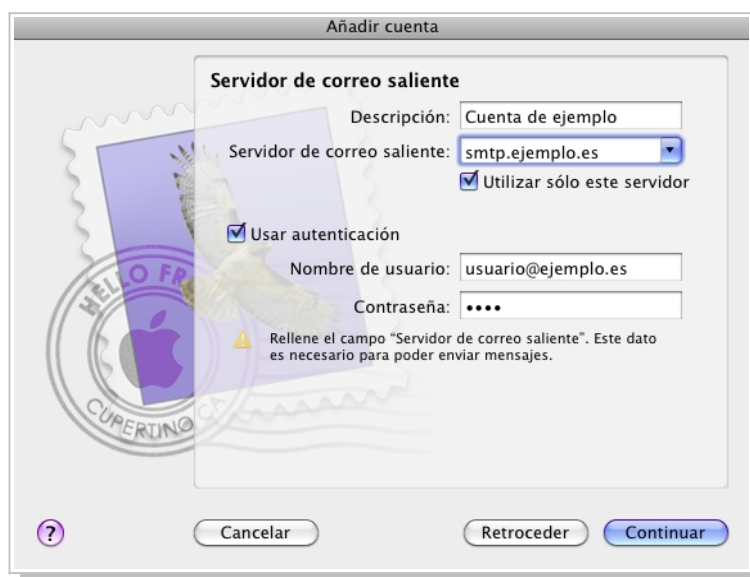 Añadir cuenta
Servidor de correo saliente
Descripción: Cuenta de ejemplo
Servidor de correo saliente: smtp.ejemplo.es
Utilizar sólo este servidor
Usar autenticación
Nombre de usuario: usuario@ejemplo.es
Contraseña: ••••
Rellene el campo “Servidor de correo saliente”. Este dato
es necesario para poder enviar mensajes.
HELLO FR
CUPERTINO CA
?
Cancelar
Retroceder
Continuar